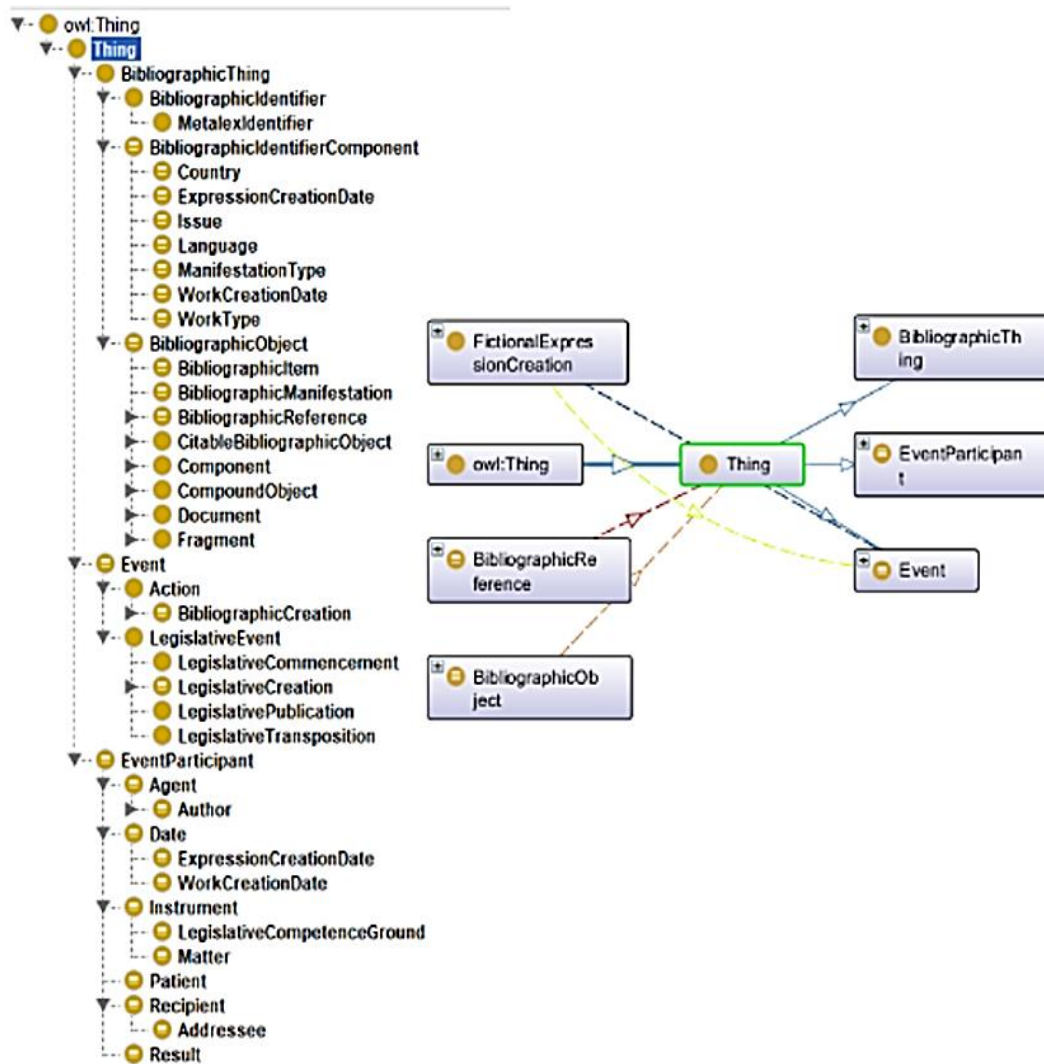 owl:Thing
Thing
BibliographicThing
BibliographicIdentifier
MetalexIdentifier
BibliographicIdentifierComponent
Country
ExpressionCreationDate
Issue
Language
ManifestationType
WorkCreationDate
WorkType
BibliographicObject
BibliographicItem
BibliographicManifestation
BibliographicReference
CitableBibliographicObject
Component
CompoundObject
Document
Fragment
Event
Action
BibliographicCreation
LegislativeEvent
LegislativeCommencement
LegislativeCreation
LegislativePublication
LegislativeTransposition
EventParticipant
Agent
Author
Date
ExpressionCreationDate
WorkCreationDate
Instrument
LegislativeCompetenceGround
Matter
Patient
Recipient
Addressee
Result
FictionalExpres
sionCreation
owl:Thing
BibliographicRe
ference
BibliographicOb
ject
Thing
BibliographicTh
ing
EventParticipan
t
Event